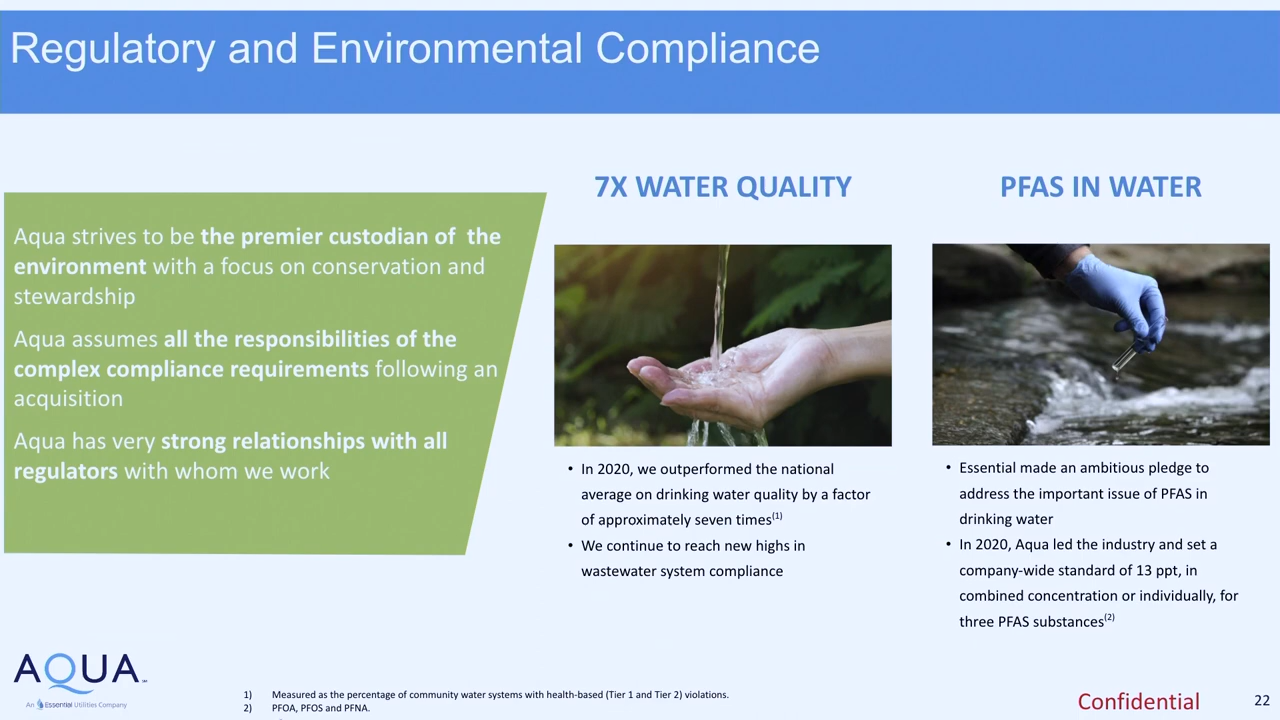 Regulatory and Environmental Compliance
Aqua strives to be the premier custodian of the
environment with a focus on conservation and
stewardship
Aqua assumes all the responsibilities of the
complex compliance requirements following an
acquisition
Aqua has very strong relationships with all
regulators with whom we work
7X WATER QUALITY
• In 2020, we outperformed the national
average on drinking water quality by a factor
of approximately seven times(1)
• We continue to reach new highs in
wastewater system compliance
PFAS IN WATER
• Essential made an ambitious pledge to
address the important issue of PFAS in
drinking water
• In 2020, Aqua led the industry and set a
company-wide standard of 13 ppt, in
combined concentration or individually, for
three PFAS substances(2)
AQUA
An Essential Utilities Company
1) Measured as the percentage of community water systems with health-based (Tier 1 and Tier 2) violations.
2) PFOA, PFOS and PFNA.
Confidential
22